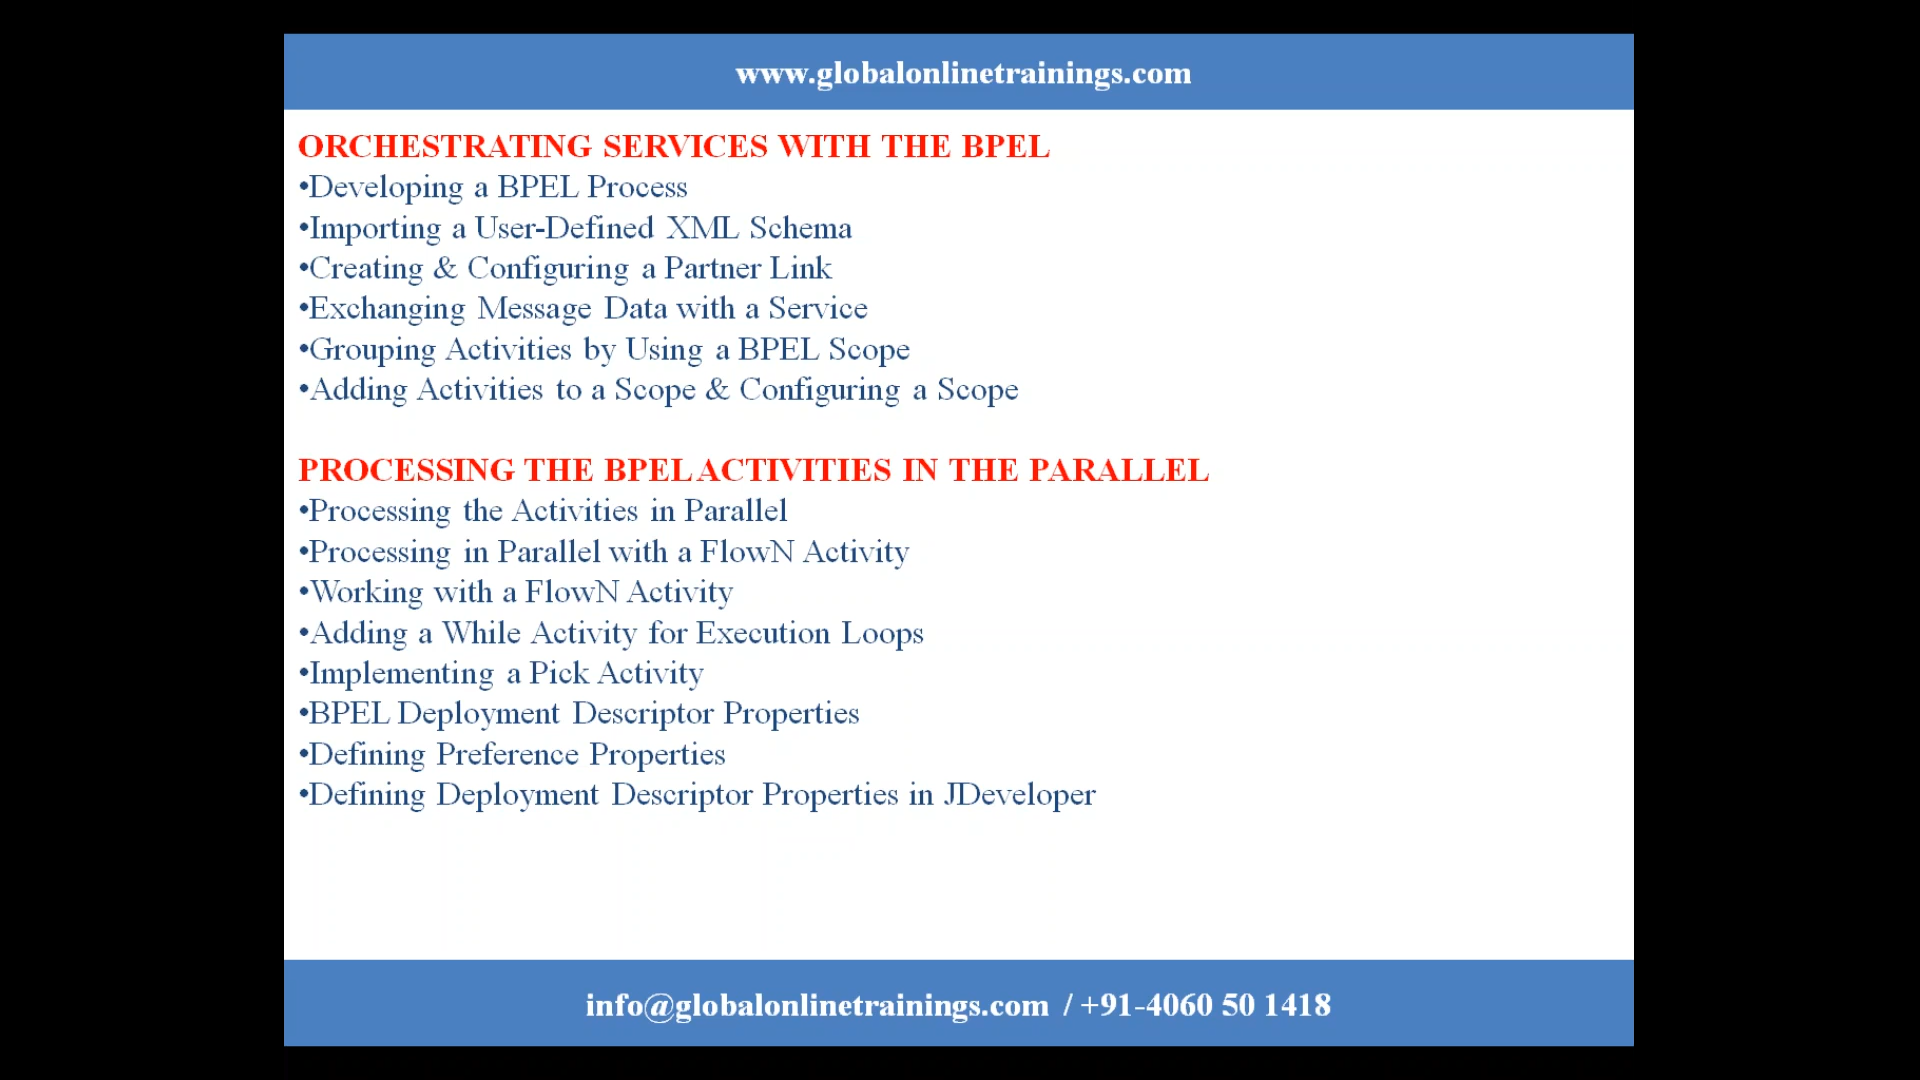 www.globalonlinetrainings.com
ORCHESTRATING SERVICES WITH THE BPEL
•Developing a BPEL Process
•Importing a User-Defined XML Schema
•Creating & Configuring a Partner Link
•Exchanging Message Data with a Service
•Grouping Activities by Using a BPEL Scope
•Adding Activities to a Scope & Configuring a Scope
PROCESSING THE BPEL ACTIVITIES IN THE PARALLEL
•Processing the Activities in Parallel
•Processing in Parallel with a FlowN Activity
•Working with a FlowN Activity
•Adding a While Activity for Execution Loops
•Implementing a Pick Activity
•BPEL Deployment Descriptor Properties
•Defining Preference Properties
•Defining Deployment Descriptor Properties in JDeveloper
info@globalonlinetrainings.com / +91-4060 50 1418